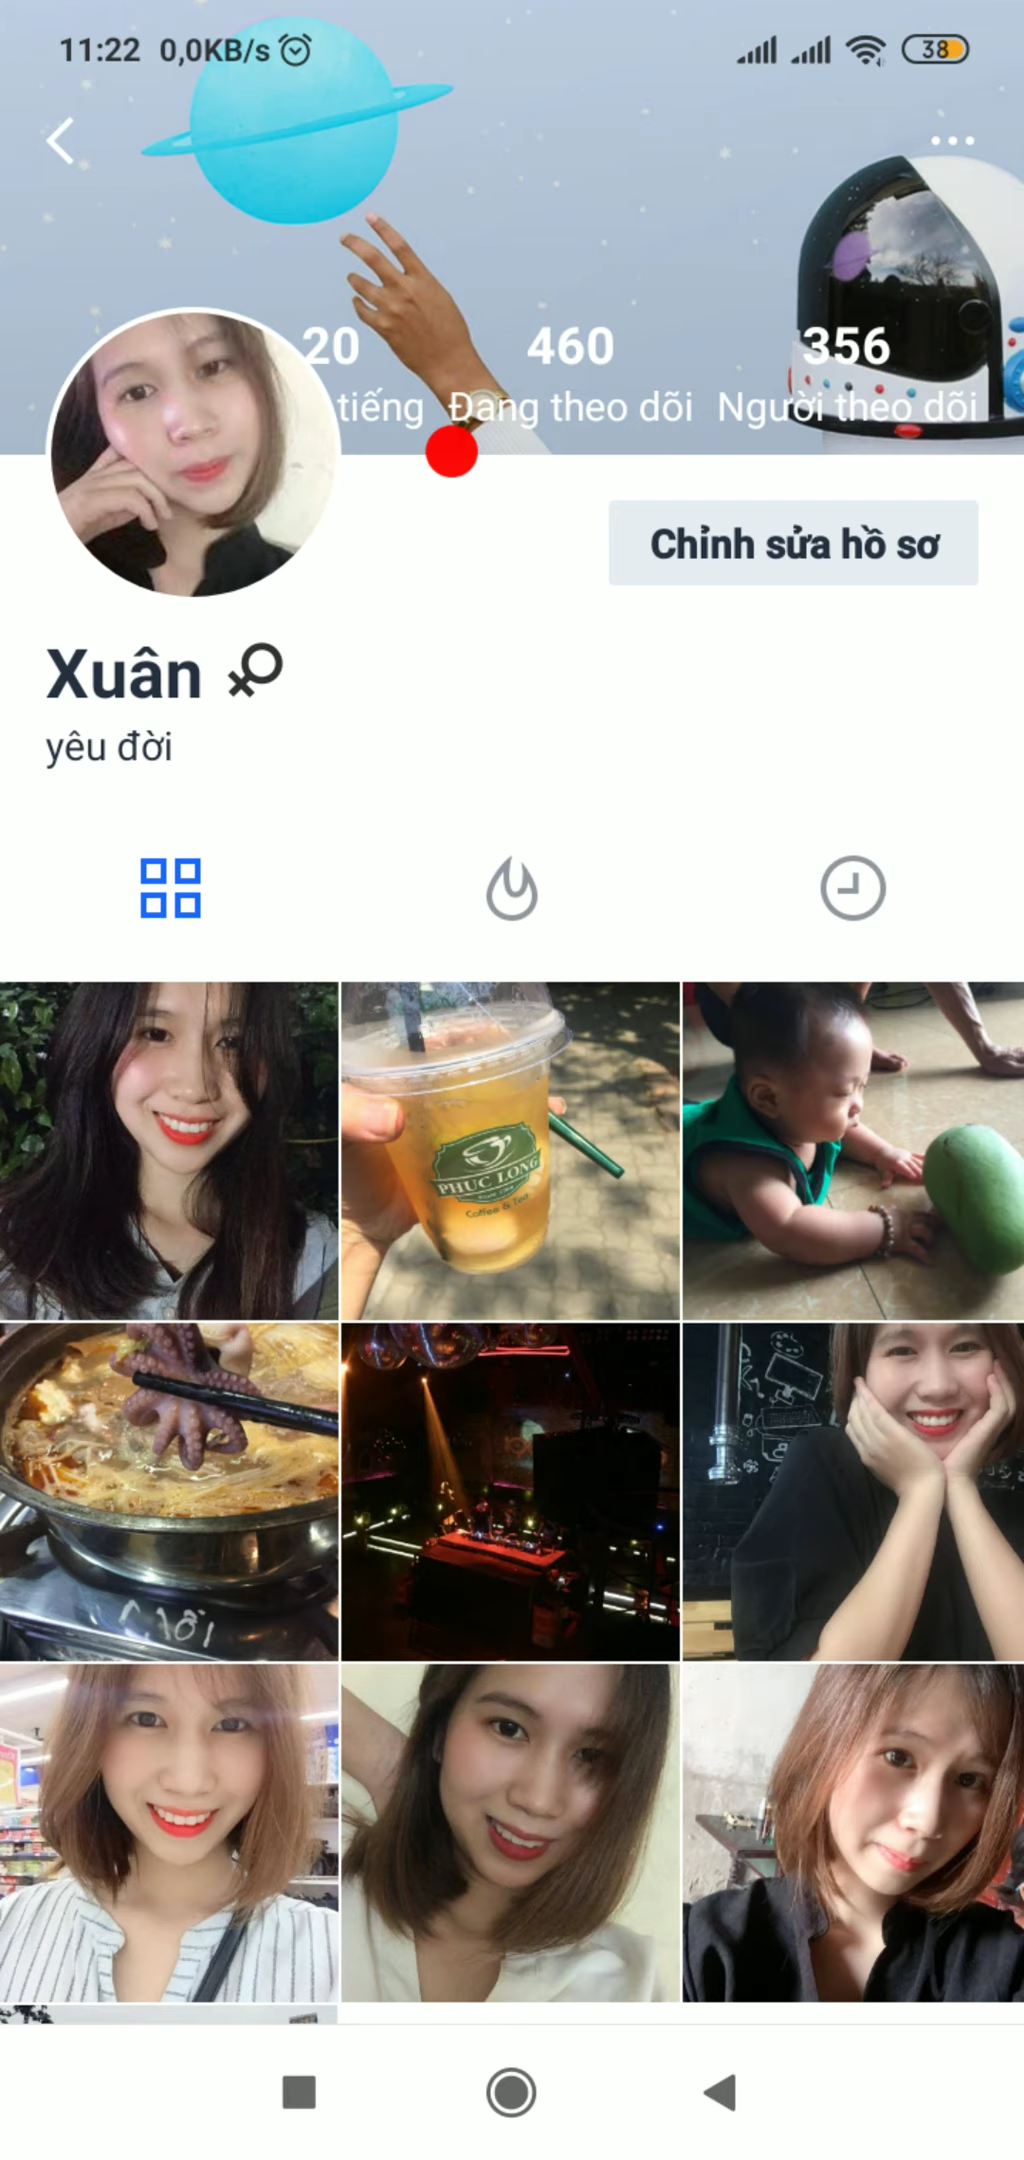 11:22 0,0KB/s 38
20 460 356
tiếng Đang theo dõi Người theo dõi
Chỉnh sửa hồ sơ
Xuân
yêu đời
PHUC LONG
Coffee & Tea